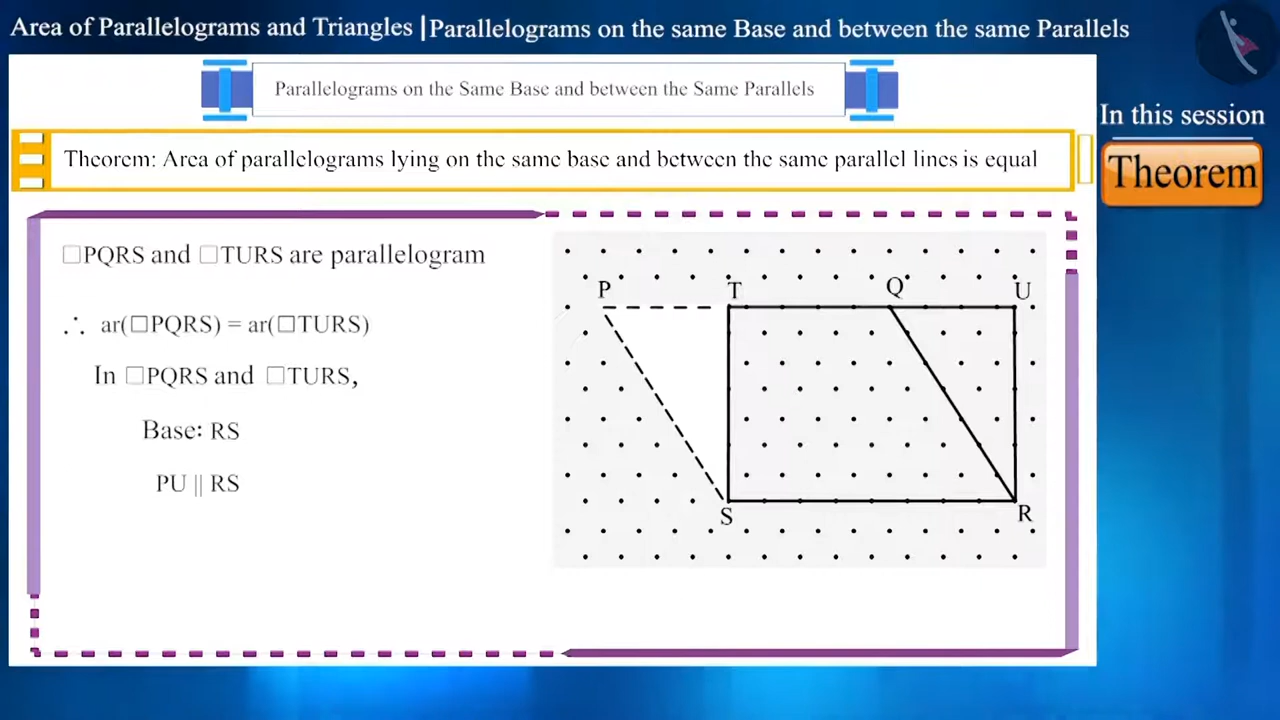 Area of Parallelograms and Triangles | Parallelograms on the same Base and between the same Parallels
Parallelograms on the Same Base and between the Same Parallels
In this session
Theorem
Theorem: Area of parallelograms lying on the same base and between the same parallel lines is equal
□PQRS and □TURS are parallelogram
∴ ar(□PQRS) = ar(□TURS)
In □PQRS and □TURS,
Base: RS
PU || RS
P T Q U
S R